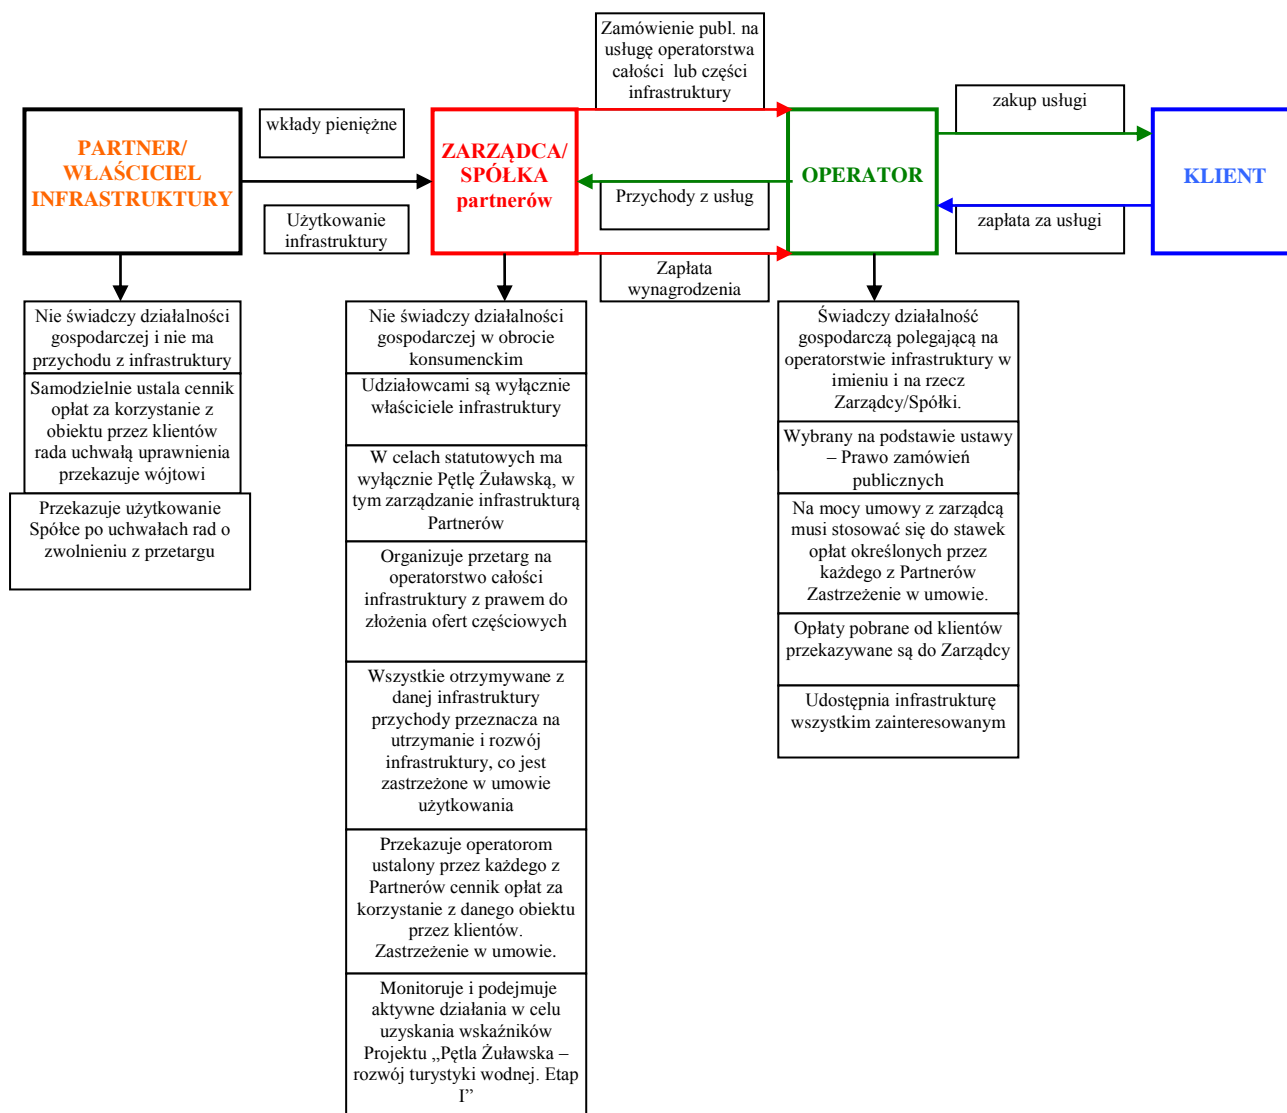 Zamówienie publ. na
usługę operatorstwa
całości lub części
infrastruktury
wkłady pieniężne
zakup usługi
PARTNER/
WŁAŚCICIEL
INFRASTRUKTURY
ZARZĄDCA/
SPÓŁKA
partnerów
OPERATOR
KLIENT
Przychody z usług
Użytkowanie
infrastruktury
zapłata za usługi
Zapłata
wynagrodzenia
Nie świadczy działalności
gospodarczej i nie ma
przychodu z infrastruktury
Samodzielnie ustala cennik
opłat za korzystanie z
obiektu przez klientów
rada uchwałą uprawnienia
przekazuje wójtowi
Przekazuje użytkowanie
Spółce po uchwałach rad o
zwolnieniu z przetargu
Nie świadczy działalności
gospodarczej w obrocie
konsumenckim
Udziałowcami są wyłącznie
właściciele infrastruktury
W celach statutowych ma
wyłącznie Pętlę Żuławską, w
tym zarządzanie infrastrukturą
Partnerów
Organizuje przetarg na
operatorstwo całości
infrastruktury z prawem do
złożenia ofert częściowych
Wszystkie otrzymywane z
danej infrastruktury
przychody przeznacza na
utrzymanie i rozwój
infrastruktury, co jest
zastrzeżone w umowie
użytkowania
Przekazuje operatorom
ustalony przez każdego z
Partnerów cennik opłat za
korzystanie z danego obiektu
przez klientów.
Zastrzeżenie w umowie.
Monitoruje i podejmuje
aktywne działania w celu
uzyskania wskaźników
Projektu „Pętla Żuławska –
rozwój turystyki wodnej. Etap
I”
Świadczy działalność
gospodarczą polegającą na
operatorstwie infrastruktury w
imieniu i na rzecz
Zarządcy/Spółki.
Wybrany na podstawie ustawy
– Prawo zamówień
publicznych
Na mocy umowy z zarządcą
musi stosować się do stawek
opłat określonych przez
każdego z Partnerów
Zastrzeżenie w umowie.
Opłaty pobrane od klientów
przekazywane są do Zarządcy
Udostępnia infrastrukturę
wszystkim zainteresowanym